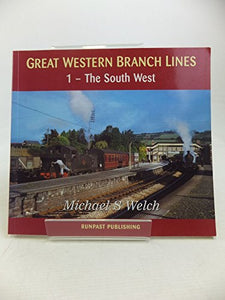 GREAT WESTERN BRANCH LINES
1 – The South West
Michael S Welch
RUNPAST PUBLISHING